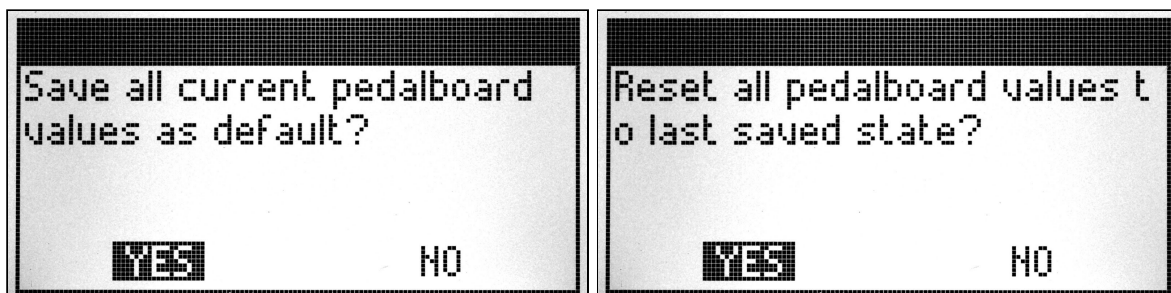 Save all current pedalboard
values as default?
YES NO
Reset all pedalboard values t
o last saved state?
YES NO